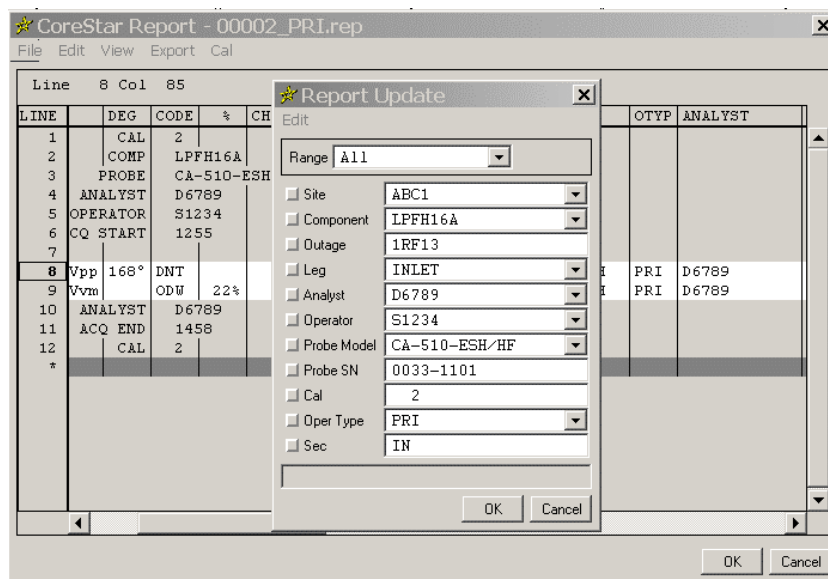 CoreStar Report - 00002_PRI.rep
File Edit View Export Cal
Line 8 Col 85
LINE DEG CODE % CH OTYP ANALYST
1 CAL 2
2 COMP LPFH16A
3 PROBE CA-510-ESH
4 ANALYST D6789
5 OPERATOR S1234
6 CQ START 1255
7
8 Vpp 168° DNT PRI D6789
9 Vvm ODW 22% PRI D6789
10 ANALYST D6789
11 ACQ END 1458
12 CAL 2
*
Report Update
Edit
Range All
Site ABC1
Component LPFH16A
Outage 1RF13
Leg INLET
Analyst D6789
Operator S1234
Probe Model CA-510-ESH/HF
Probe SN 0033-1101
Cal 2
Oper Type PRI
Sec IN
OK Cancel
OK Cancel